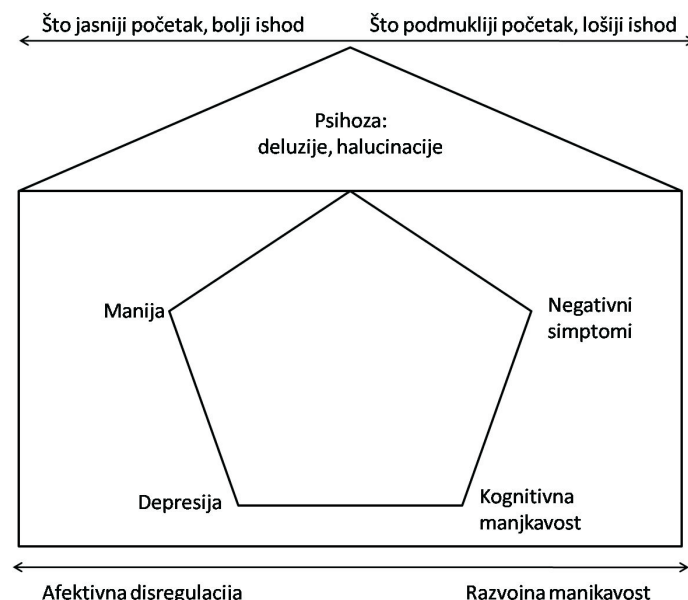 Što jasniji početak, bolji ishod
Što podmukliji početak, lošiji ishod
Psihoza:
deluzije, halucinacije
Manija
Negativni
simptomi
Depresija
Kognitivna
manjkavost
Afektivna disregulacija
Razvojna manjkavost